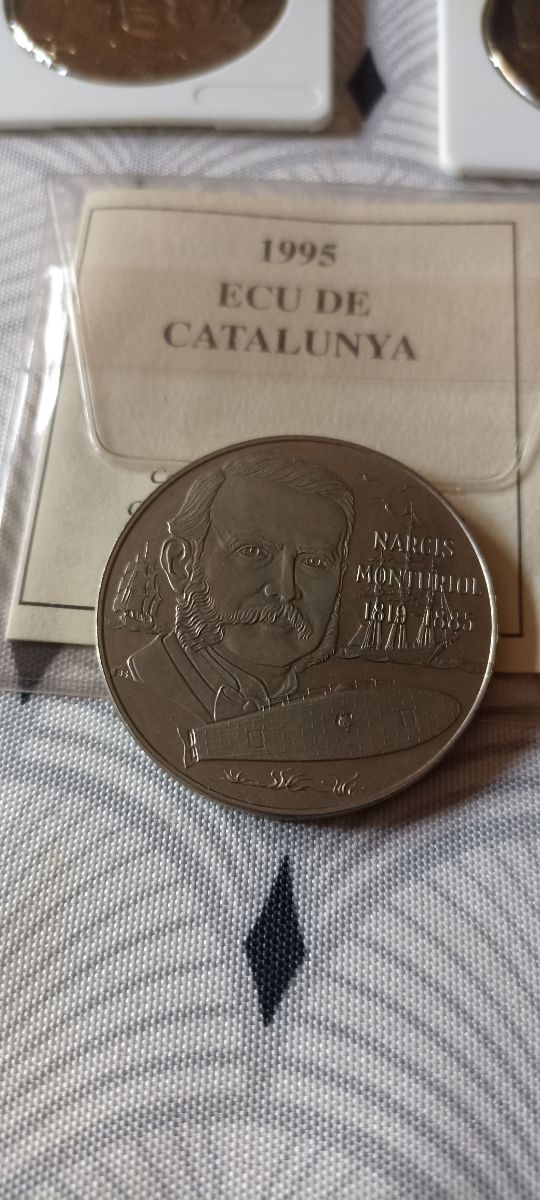 1995
ECU DE
CATALUNYA
NARCIS
MONTURIOL
1819 1885